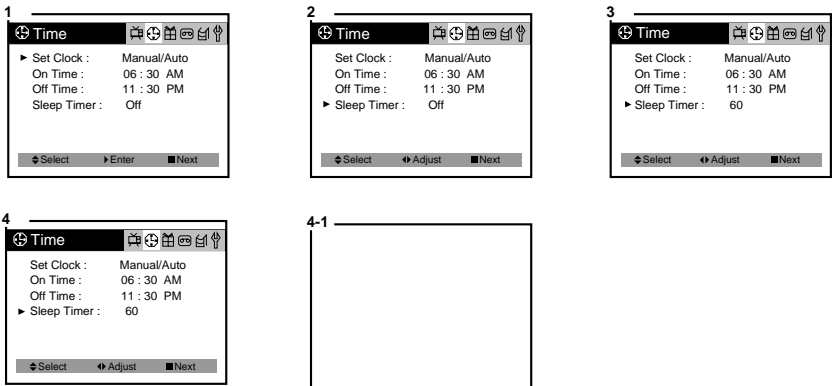 1
Time
► Set Clock : Manual/Auto
On Time : 06 : 30 AM
Off Time : 11 : 30 PM
Sleep Timer : Off
Select Enter Next
2
Time
Set Clock : Manual/Auto
On Time : 06 : 30 AM
Off Time : 11 : 30 PM
► Sleep Timer : Off
Select Adjust Next
3
Time
Set Clock : Manual/Auto
On Time : 06 : 30 AM
Off Time : 11 : 30 PM
► Sleep Timer : 60
Select Adjust Next
4
Time
Set Clock : Manual/Auto
On Time : 06 : 30 AM
Off Time : 11 : 30 PM
► Sleep Timer : 60
Select Adjust Next
4-1